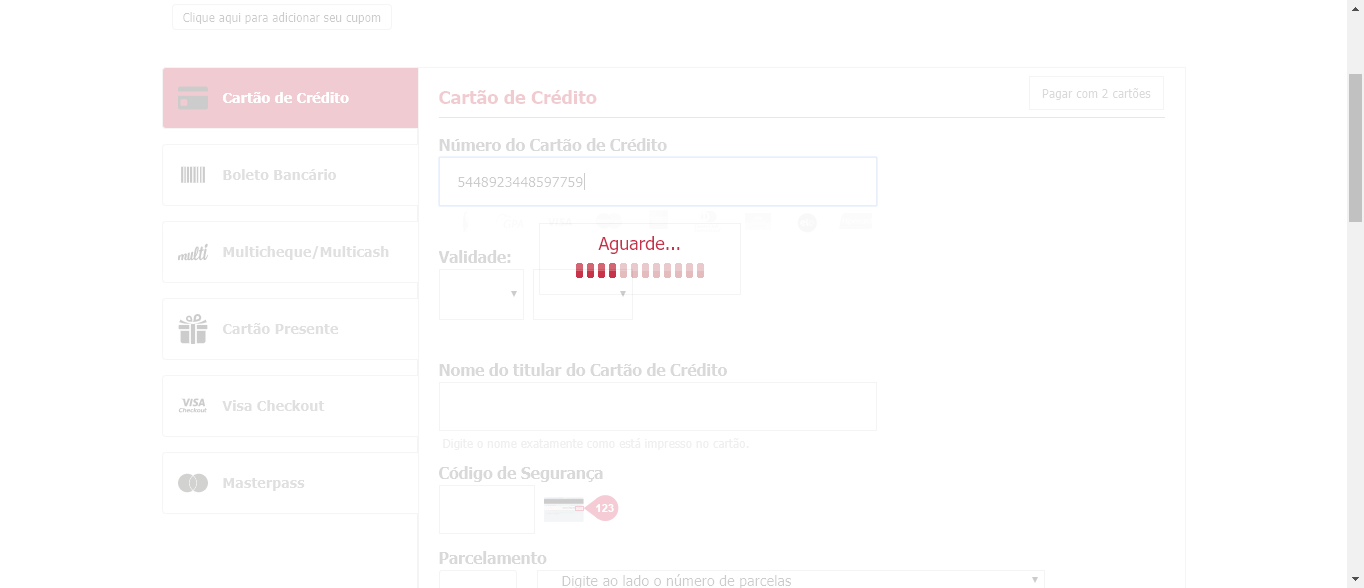 Clique aqui para adicionar seu cupom
Cartão de Crédito
Boleto Bancário
multi
Multicheque/Multicash
Cartão Presente
VISA
Checkout
Visa Checkout
Masterpass
Cartão de Crédito
Pagar com 2 cartões
Número do Cartão de Crédito
5448923448597759
VISA
Aguarde...
Validade:
Nome do titular do Cartão de Crédito
Digite o nome exatamente como está impresso no cartão.
Código de Segurança
123
Parcelamento
Digite ao lado o número de parcelas